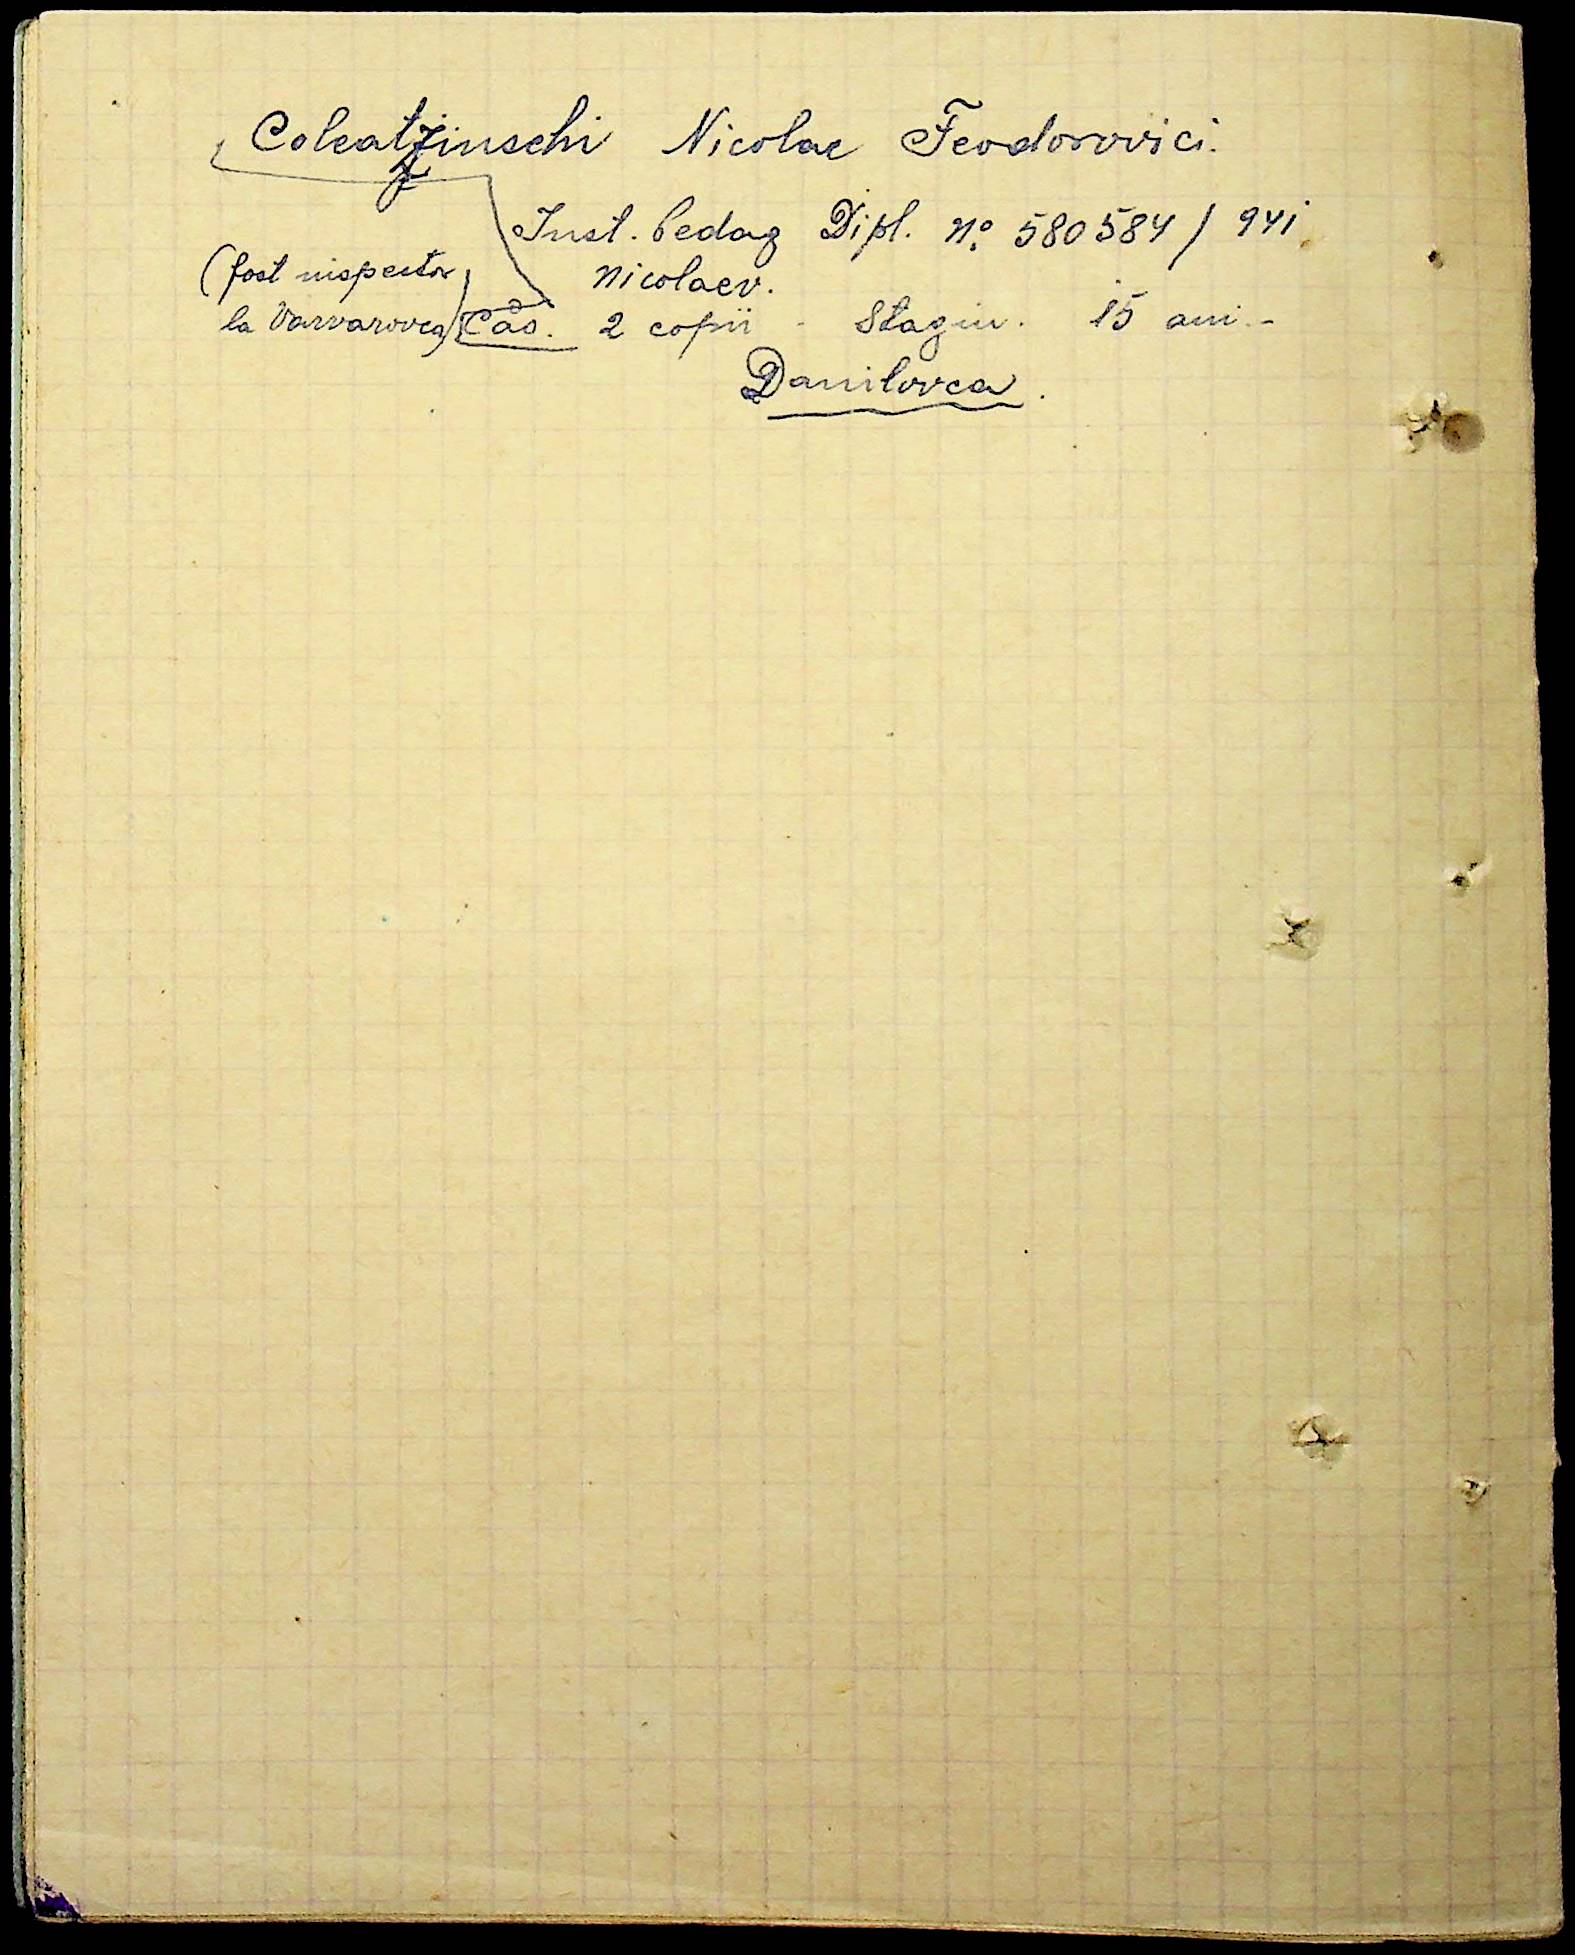 Coleatzinschi Nicolae Feodorovici.
Inst. Pedag Dipl. No 580584 / 941
(fost inspector Nicolaev.
la Varvarovca) Căs. 2 copii - Stagiu. 15 ani.-
Danilovca.